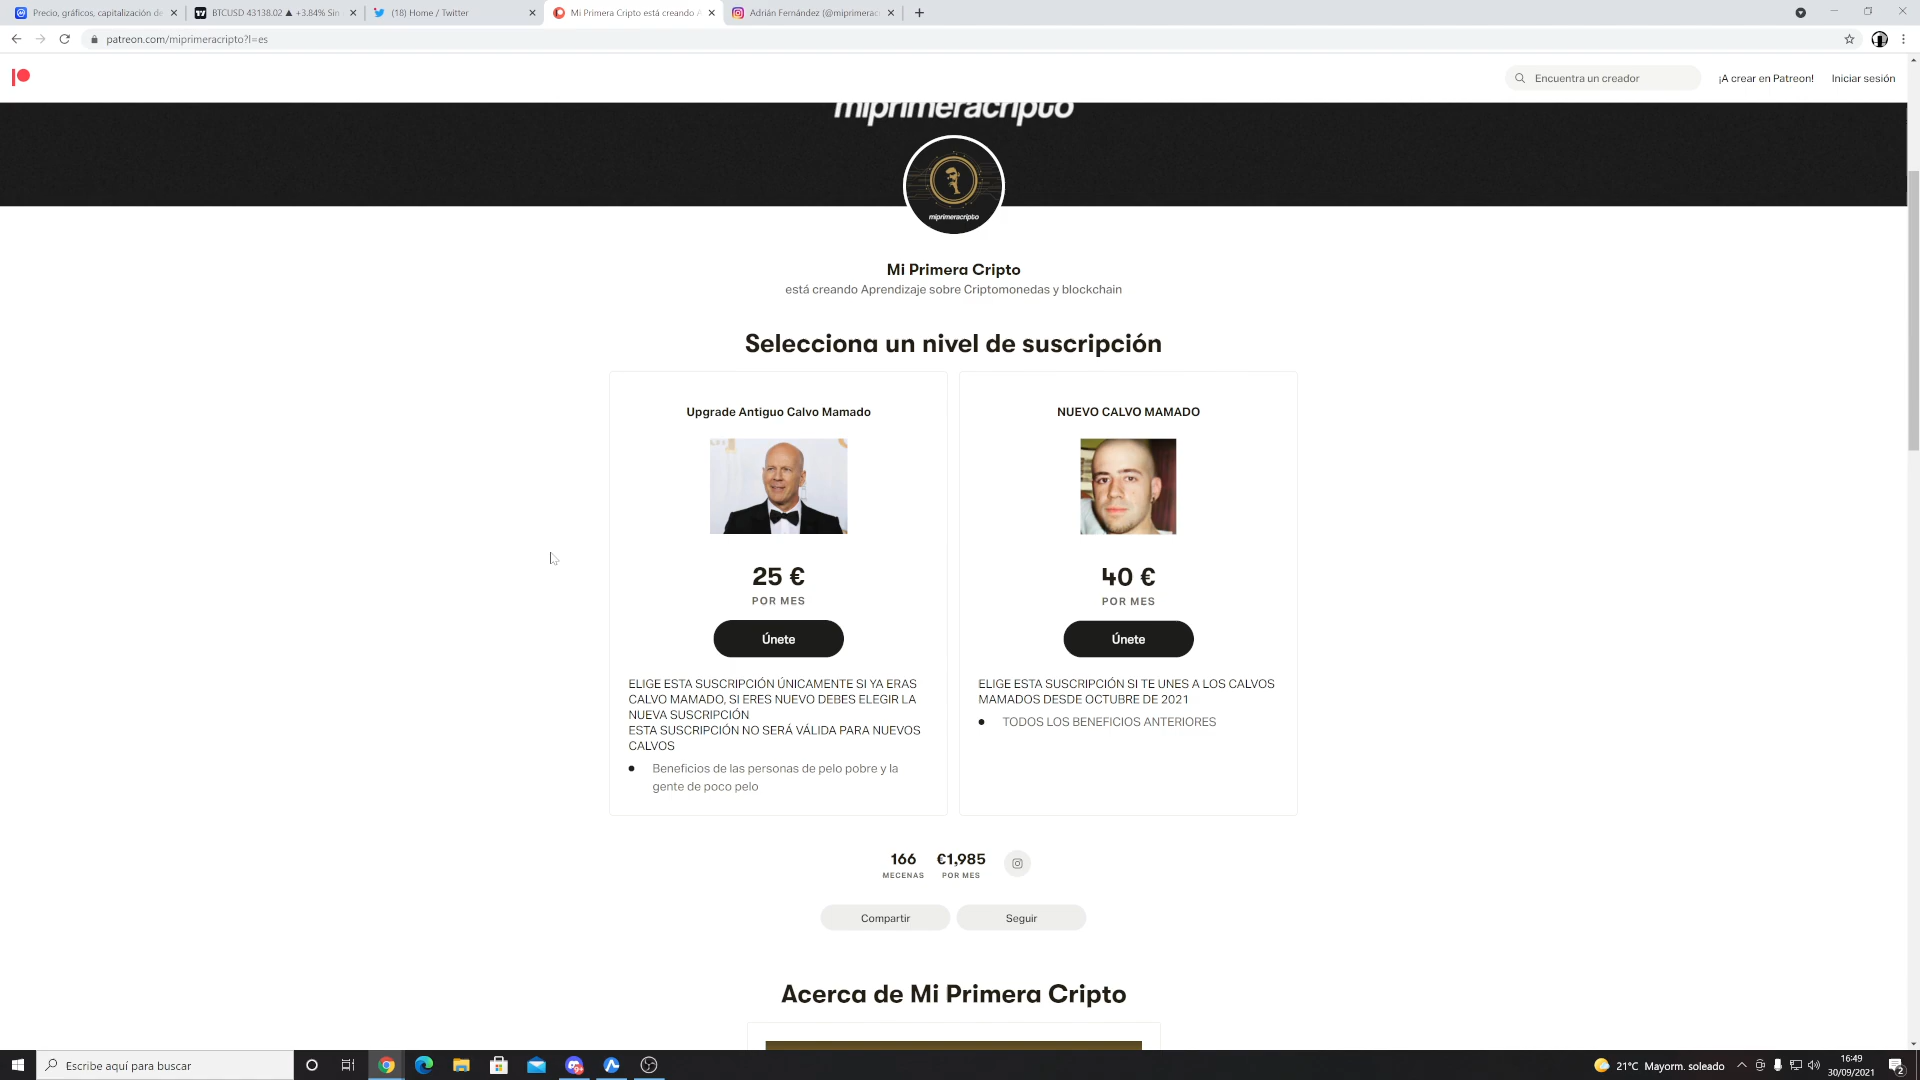 Precio, gráficos, capitalización de
BTCUSD 43138.02 ▲ +3.84% Sin
(18) Home / Twitter
Mi Primera Cripto está creando A
Adrián Fernández (@miprimerac
patreon.com/miprimeracripto?l=es
Encuentra un creador
¡A crear en Patreon!
Iniciar sesión
miprimeracripto
miprimeracripto
Mi Primera Cripto
está creando Aprendizaje sobre Criptomonedas y blockchain
Selecciona un nivel de suscripción
Upgrade Antiguo Calvo Mamado
25 €
POR MES
Únete
ELIGE ESTA SUSCRIPCIÓN ÚNICAMENTE SI YA ERAS
CALVO MAMADO, SI ERES NUEVO DEBES ELEGIR LA
NUEVA SUSCRIPCIÓN
ESTA SUSCRIPCIÓN NO SERÁ VÁLIDA PARA NUEVOS
CALVOS
Beneficios de las personas de pelo pobre y la
gente de poco pelo
NUEVO CALVO MAMADO
40 €
POR MES
Únete
ELIGE ESTA SUSCRIPCIÓN SI TE UNES A LOS CALVOS
MAMADOS DESDE OCTUBRE DE 2021
TODOS LOS BENEFICIOS ANTERIORES
166
MECENAS
€1,985
POR MES
Compartir
Seguir
Acerca de Mi Primera Cripto
Escribe aquí para buscar
21°C Mayorm. soleado
16:49
30/09/2021
2